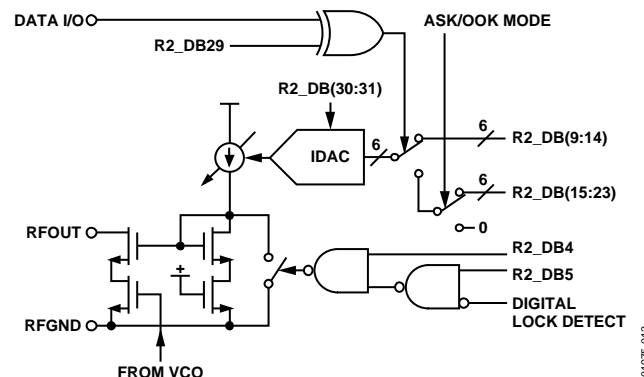 DATA I/O
ASK/OOK MODE
R2_DB29
R2_DB(30:31)
6
R2_DB(9:14)
IDAC
6
6
R2_DB(15:23)
0
RFOUT
R2_DB4
+
R2_DB5
DIGITAL
LOCK DETECT
RFGND
FROM VCO